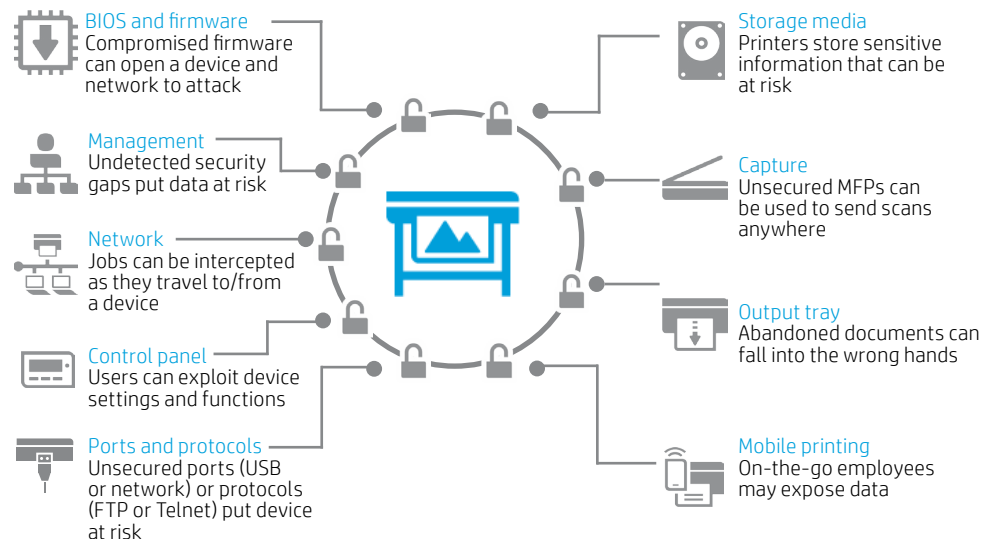 BIOS and firmware
Compromised firmware
can open a device and
network to attack
Management
Undetected security
gaps put data at risk
Network
Jobs can be intercepted
as they travel to/from
a device
Control panel
Users can exploit device
settings and functions
Ports and protocols
Unsecured ports (USB
or network) or protocols
(FTP or Telnet) put device
at risk
Storage media
Printers store sensitive
information that can be
at risk
Capture
Unsecured MFPs can
be used to send scans
anywhere
Output tray
Abandoned documents can
fall into the wrong hands
Mobile printing
On-the-go employees
may expose data